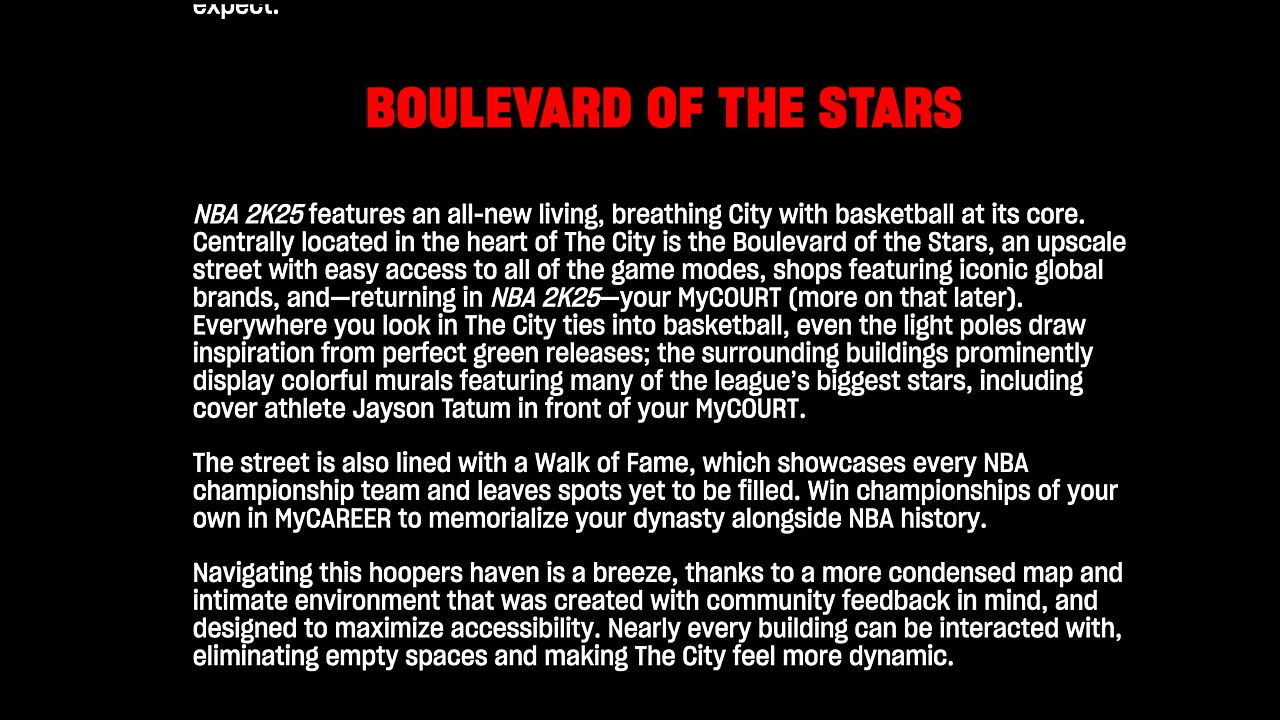 expect.
BOULEVARD OF THE STARS
NBA 2K25 features an all-new living, breathing City with basketball at its core.
Centrally located in the heart of The City is the Boulevard of the Stars, an upscale
street with easy access to all of the game modes, shops featuring iconic global
brands, and—returning in NBA 2K25—your MyCOURT (more on that later).
Everywhere you look in The City ties into basketball, even the light poles draw
inspiration from perfect green releases; the surrounding buildings prominently
display colorful murals featuring many of the league’s biggest stars, including
cover athlete Jayson Tatum in front of your MyCOURT.
The street is also lined with a Walk of Fame, which showcases every NBA
championship team and leaves spots yet to be filled. Win championships of your
own in MyCAREER to memorialize your dynasty alongside NBA history.
Navigating this hoopers haven is a breeze, thanks to a more condensed map and
intimate environment that was created with community feedback in mind, and
designed to maximize accessibility. Nearly every building can be interacted with,
eliminating empty spaces and making The City feel more dynamic.